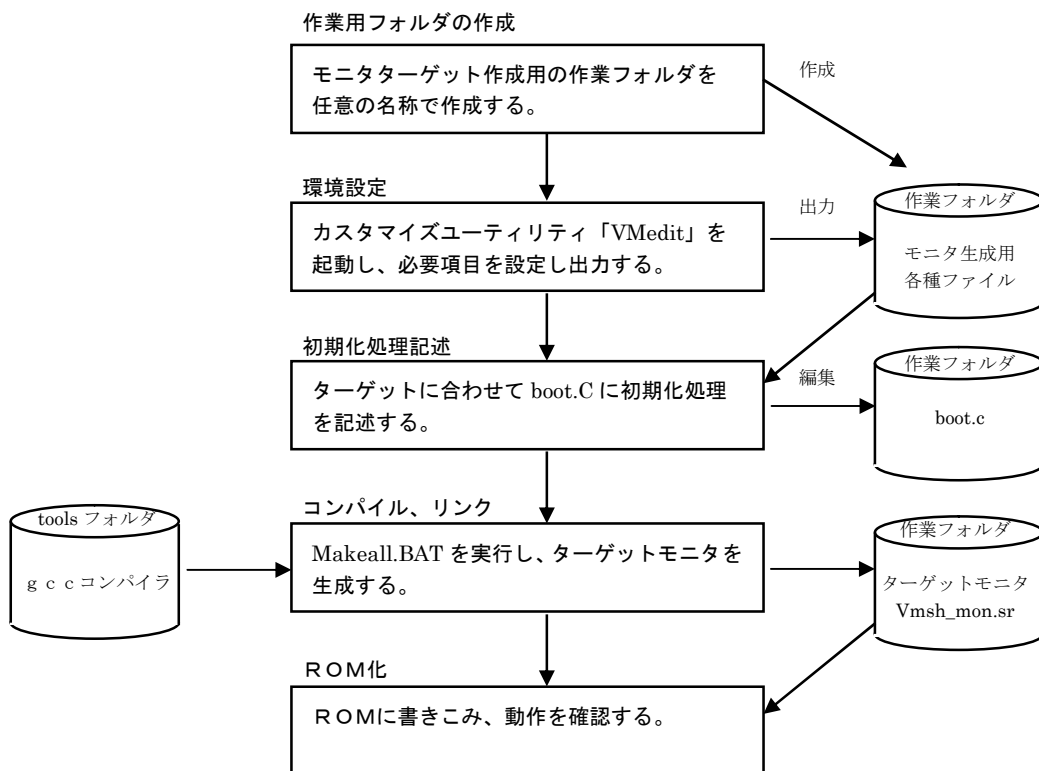 作業用フォルダの作成
モニタターゲット作成用の作業フォルダを
任意の名称で作成する。
作成
環境設定
カスタマイズユーティリティ「VMedit」を
起動し、必要項目を設定し出力する。
出力
作業フォルダ
モニタ生成用
各種ファイル
初期化処理記述
ターゲットに合わせて boot.C に初期化処理
を記述する。
編集
作業フォルダ
boot.c
コンパイル、リンク
tools フォルダ
ｇｃｃコンパイラ
Makeall.BAT を実行し、ターゲットモニタを
生成する。
作業フォルダ
ターゲットモニタ
Vmsh_mon.sr
ＲＯＭ化
ＲＯＭに書きこみ、動作を確認する。